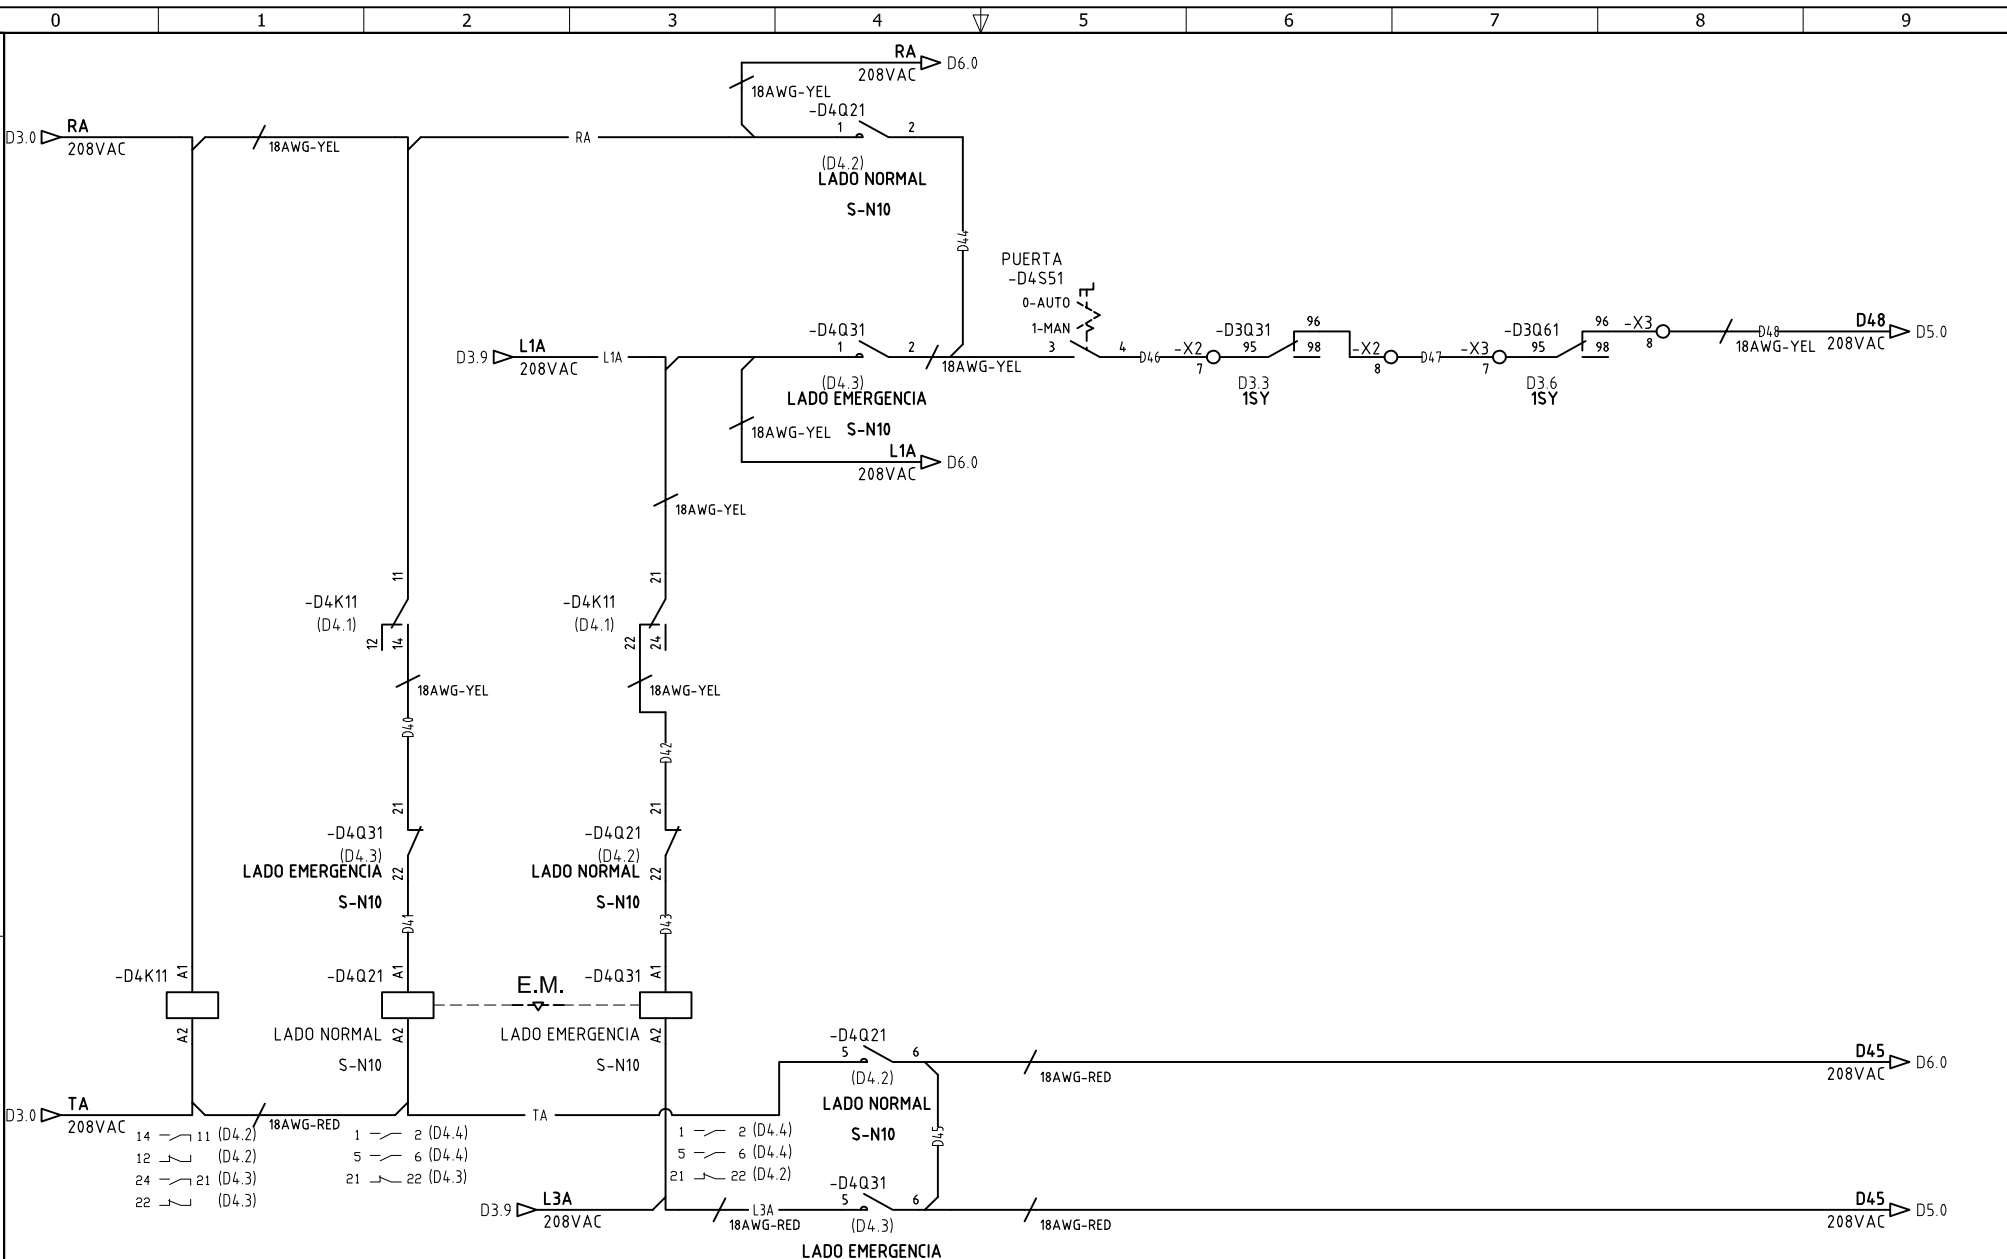 0 1 2 3 4 5 6 7 8 9
RA
208VAC
D6.0
18AWG-YEL
-D4Q21
1 2
D3.0
RA
208VAC
18AWG-YEL
RA
(D4.2)
LADO NORMAL
S-N10
D44
PUERTA
-D4S51
0-AUTO
1-MAN
3 4
D46
-X2
7
-D3Q31
95
96
98
D3.3
1SY
-X2
8
D47
-X3
7
-D3Q61
95
96
98
D3.6
1SY
-X3
8
18AWG-YEL
D48
D48
208VAC
D5.0
D3.9
L1A
208VAC
L1A
-D4Q31
1 2
18AWG-YEL
(D4.3)
LADO EMERGENCIA
S-N10
18AWG-YEL
L1A
208VAC
D6.0
18AWG-YEL
11
-D4K11
(D4.1)
12
14
18AWG-YEL
D40
21
-D4K11
(D4.1)
22
24
18AWG-YEL
D42
21
-D4Q31
(D4.3)
LADO EMERGENCIA
22
S-N10
D41
21
-D4Q21
(D4.2)
LADO NORMAL
22
S-N10
D43
-D4K11
A1
A2
-D4Q21
A1
LADO NORMAL
A2
S-N10
E.M.
-D4Q31
A1
LADO EMERGENCIA
A2
S-N10
-D4Q21
5 6
(D4.2)
LADO NORMAL
S-N10
18AWG-RED
D45
208VAC
D6.0
D3.0
TA
208VAC
18AWG-RED
TA
D45
14 11 (D4.2)
12 (D4.2)
24 21 (D4.3)
22 (D4.3)
1 2 (D4.4)
5 6 (D4.4)
21 22 (D4.3)
1 2 (D4.4)
5 6 (D4.4)
21 22 (D4.2)
D3.9
L3A
208VAC
18AWG-RED
L3A
-D4Q31
5 6
(D4.3)
LADO EMERGENCIA
18AWG-RED
D45
208VAC
D5.0